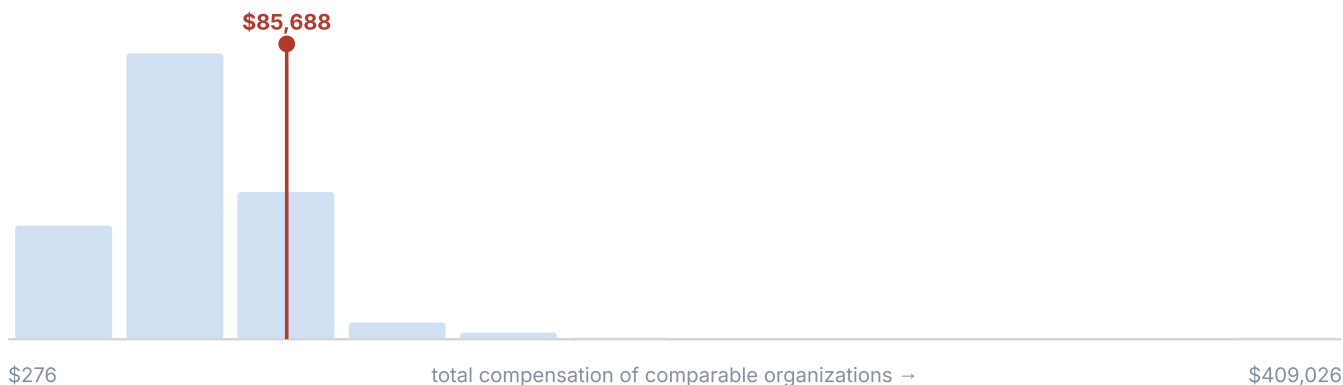 $85,688
$276 total compensation of comparable organizations → $409,026